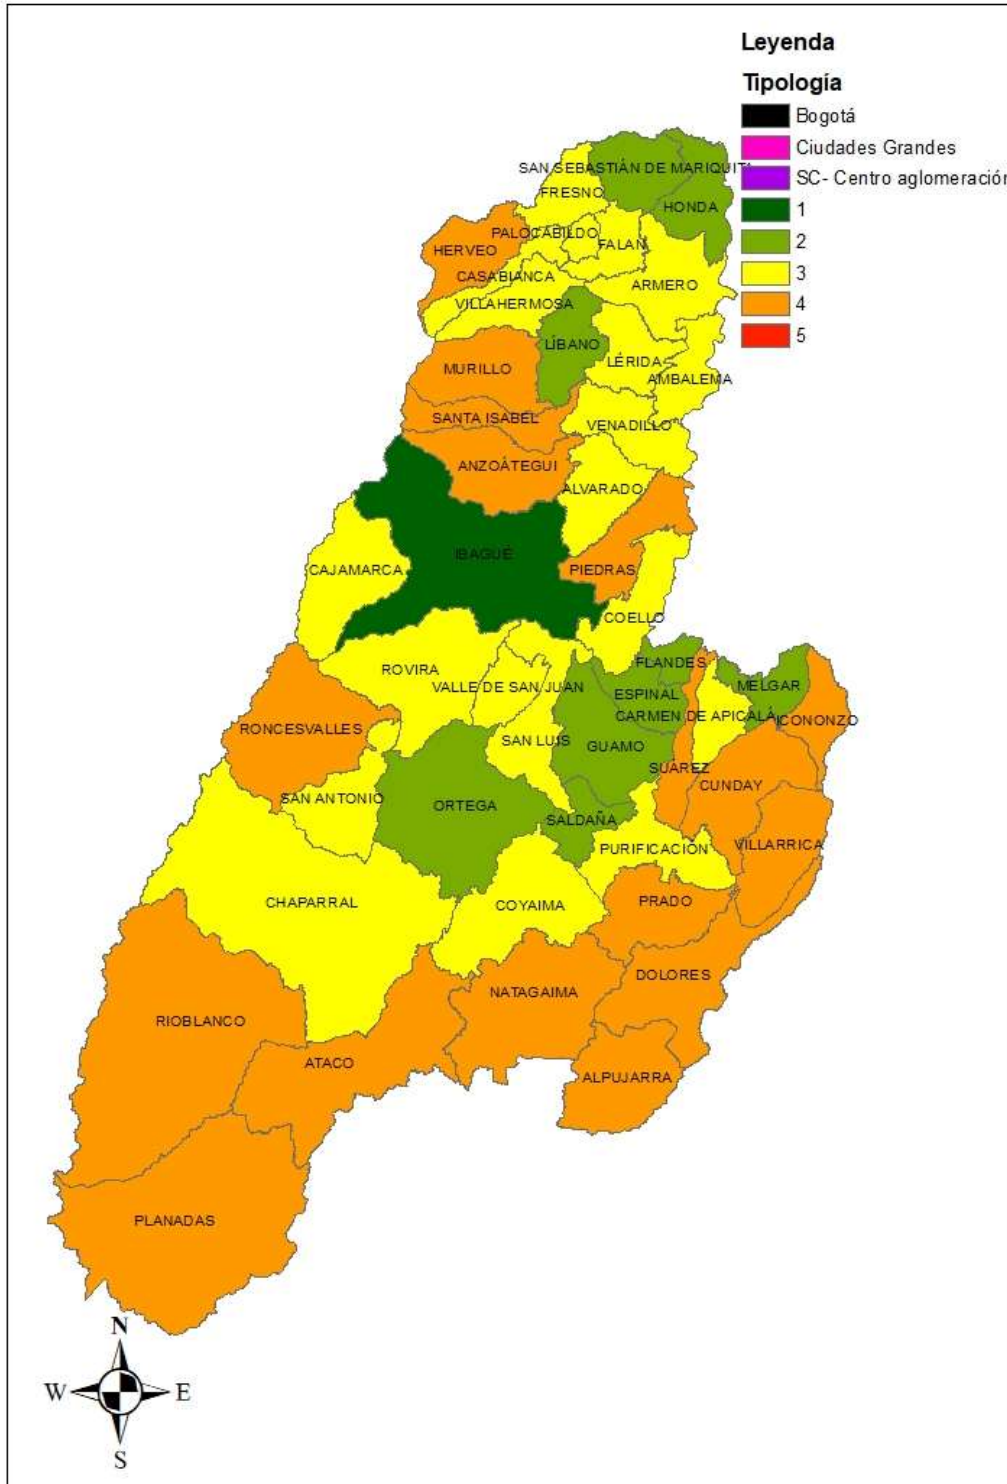 Leyenda
Tipología
Bogotá
Ciudades Grandes
SC- Centro aglomeración
1
2
3
4
5
SAN SEBASTIÁN DE MARIQUIT
FRESNO
HONDA
PALOCABILDO
HERVEO
FALAN
CASABIANCA
ARMERO
VILLAHERMOSA
LÍBANO
LÉRIDA
MURILLO
AMBALEMA
SANTA ISABEL
VENADILLO
ANZOÁTEGUI
ALVARADO
IBAGUÉ
CAJAMARCA
PIEDRAS
COELLO
ROVIRA
FLANDES
VALLE DE SAN JUAN
ESPINAL
MELGAR
CARMEN DE APICALÁ
ICONONZO
RONCESVALLES
SAN LUIS
GUAMO
SUÁREZ
CUNDAY
SAN ANTONIO
ORTEGA
SALDAÑA
VILLARRICA
PURIFICACIÓN
CHAPARRAL
COYAIMA
PRADO
DOLORES
NATAGAIMA
RIOBLANCO
ATACO
ALPUJARRA
PLANADAS
N
W E
S